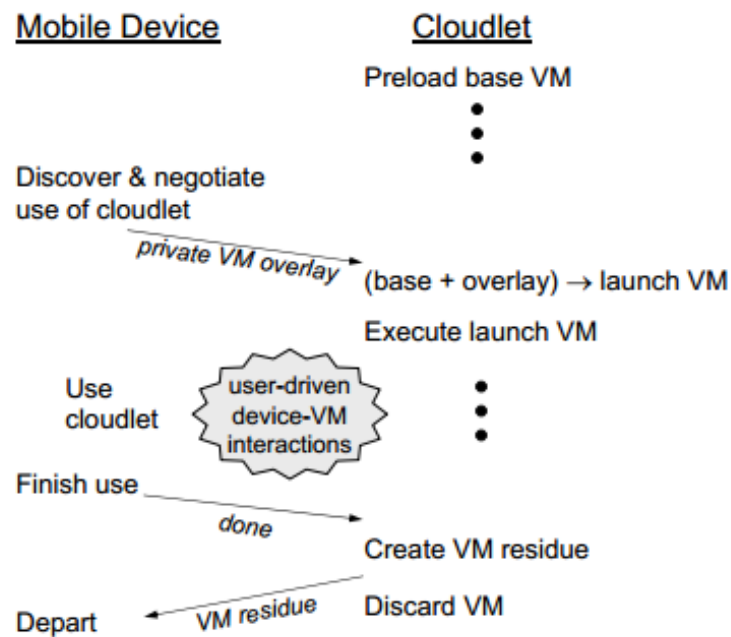 Mobile Device
Cloudlet
Preload base VM
Discover & negotiate
use of cloudlet
private VM overlay
(base + overlay) → launch VM
Execute launch VM
Use
cloudlet
user-driven
device-VM
interactions
Finish use
done
Create VM residue
VM residue
Discard VM
Depart